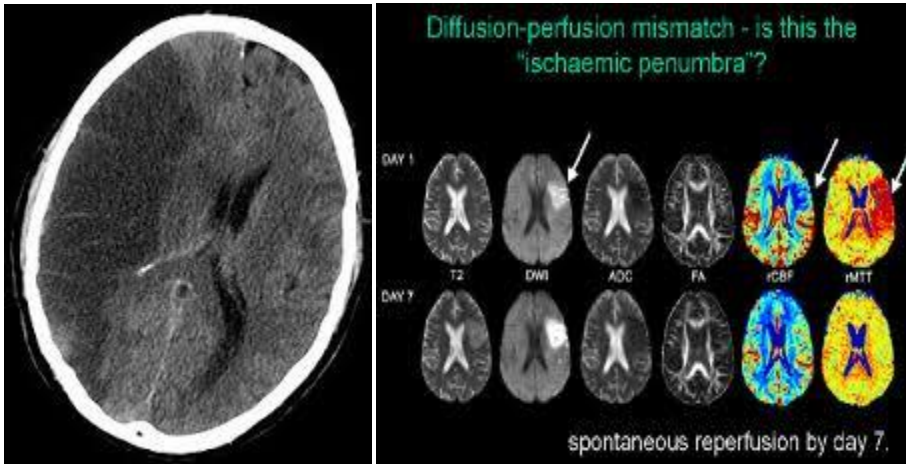 Diffusion-perfusion mismatch - is this the
"ischaemic penumbra"?
DAY 1
T2 DWI ADC FA rCBF rMTT
DAY 7
spontaneous reperfusion by day 7.